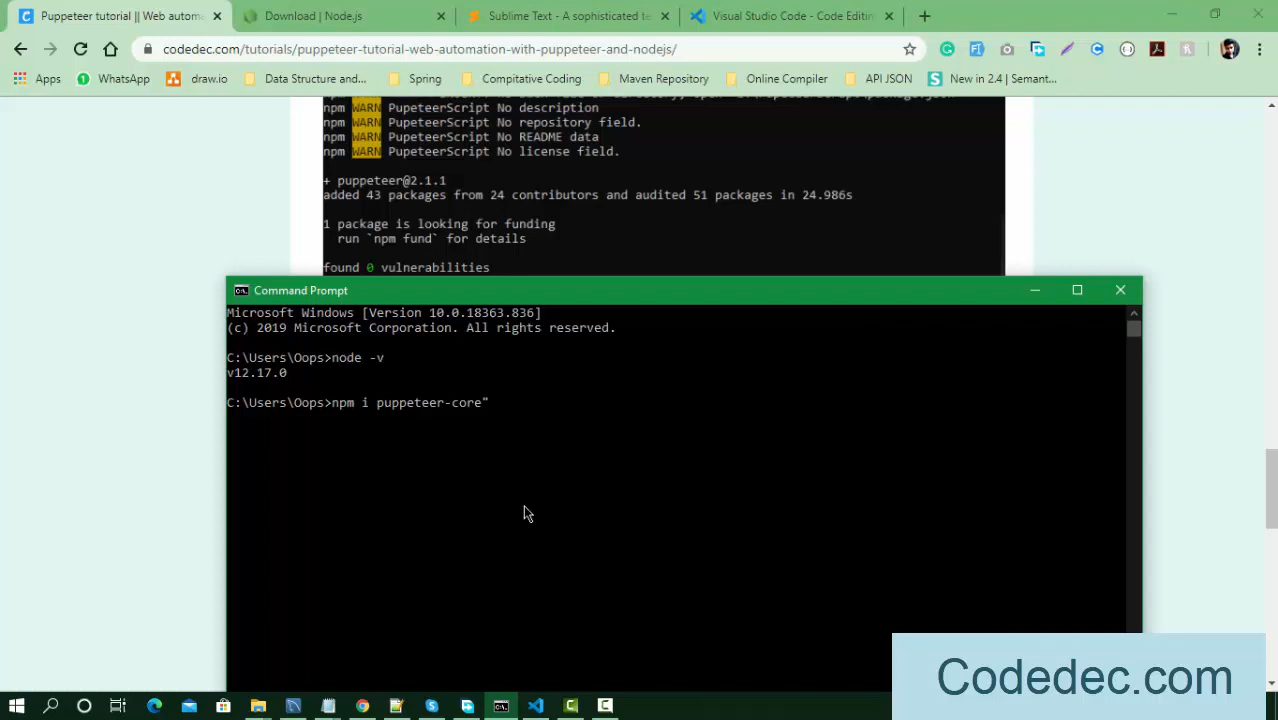 Puppeteer tutorial || Web autom
Download | Node.js
Sublime Text - A sophisticated te
Visual Studio Code - Code Editin
codedec.com/tutorials/puppeteer-tutorial-web-automation-with-puppeteer-and-nodejs/
Apps
WhatsApp
draw.io
Data Structure and...
Spring
Compitative Coding
Maven Repository
Online Compiler
API JSON
New in 2.4 | Semant...
npm WARN PupeteerScript No description
npm WARN PupeteerScript No repository field.
npm WARN PupeteerScript No README data
npm WARN PupeteerScript No license field.
+ puppeteer@2.1.1
added 43 packages from 24 contributors and audited 51 packages in 24.986s
1 package is looking for funding
run `npm fund` for details
found 0 vulnerabilities
Command Prompt
Microsoft Windows [Version 10.0.18363.836]
(c) 2019 Microsoft Corporation. All rights reserved.
C:\Users\Oops>node -v
v12.17.0
C:\Users\Oops>npm i puppeteer-core"
Codedec.com